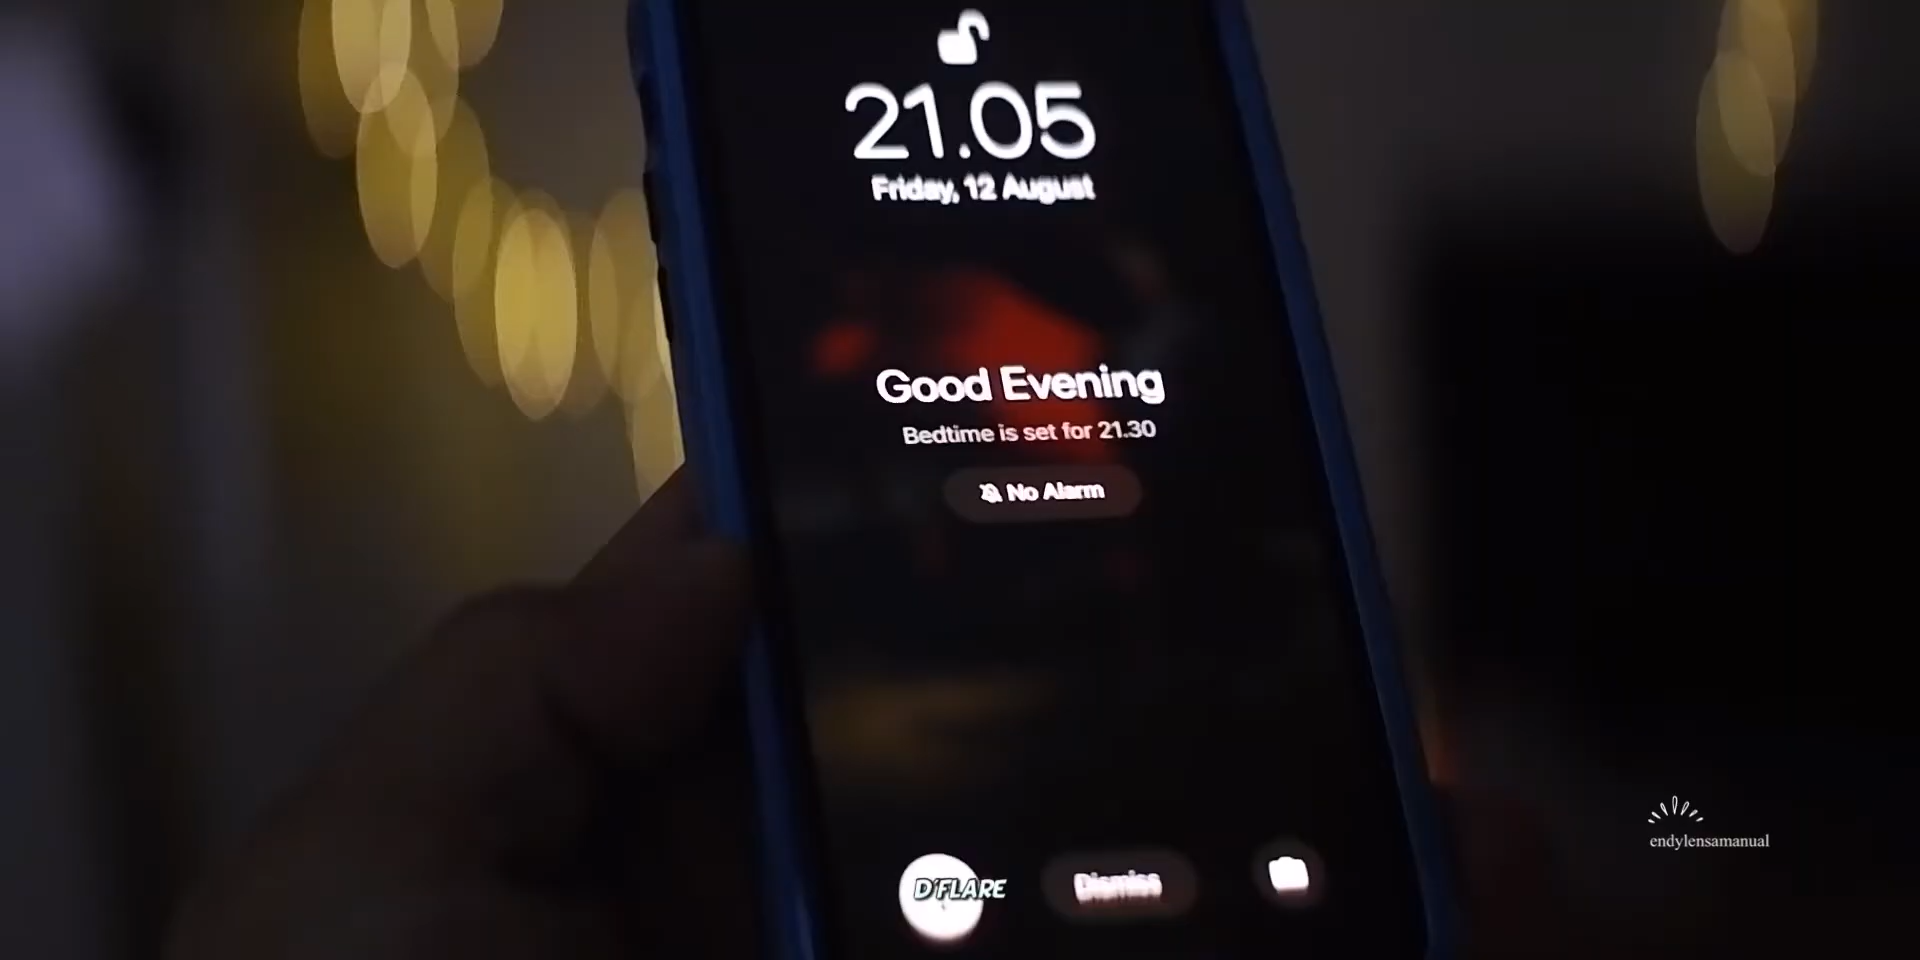 21.05
Friday, 12 August
Good Evening
Bedtime is set for 21.30
No Alarm
D'FLARE
Dismiss
endylensamanual